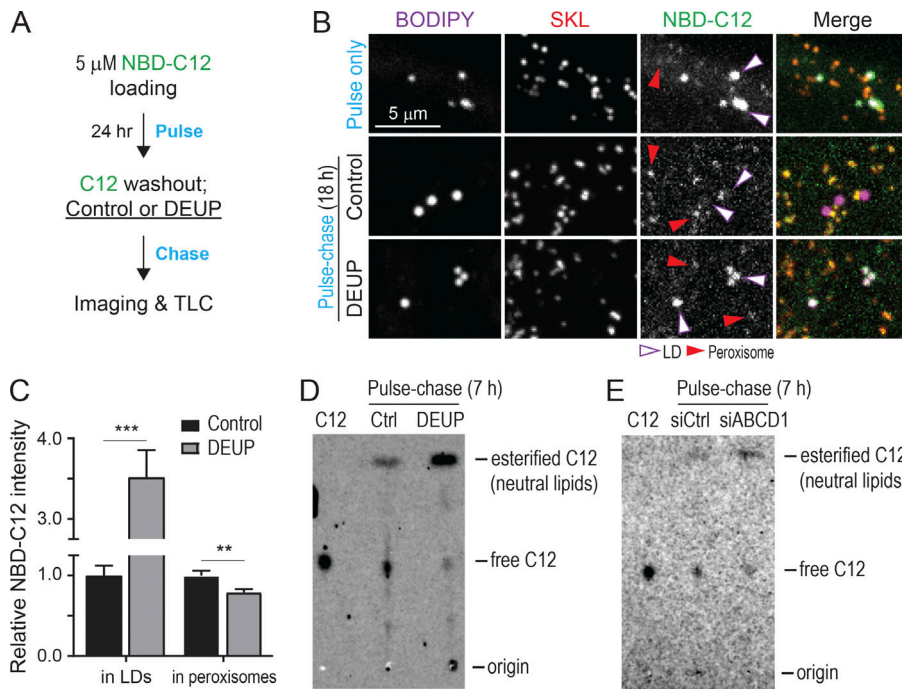 A
5 μM NBD-C12
loading
24 hr
Pulse
C12 washout;
Control or DEUP
Chase
Imaging & TLC
B
BODIPY
SKL
NBD-C12
Merge
Pulse only
5 μm
Pulse-chase (18 h)
Control
DEUP
LD
Peroxisome
C
Relative NBD-C12 intensity
4.0
3.0
1.0
0.0
Control
DEUP
***
**
in LDs
in peroxisomes
D
Pulse-chase (7 h)
C12
Ctrl
DEUP
esterified C12
(neutral lipids)
free C12
origin
E
Pulse-chase (7 h)
C12
siCtrl
siABCD1
esterified C12
(neutral lipids)
free C12
origin